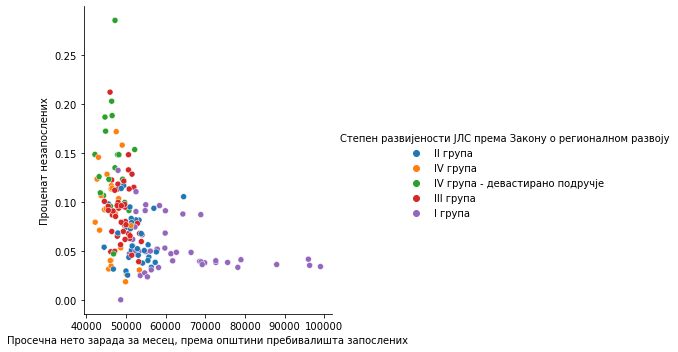 0.25
0.20
0.15
0.10
0.05
0.00
Проценат незапослених
40000 50000 60000 70000 80000 90000 100000
Просечна нето зарада за месец, према општини пребивалишта запослених
Степен развијености ЈЛС према Закону о регионалном развоју
II група
IV група
IV група - девастирано подручје
III група
I група